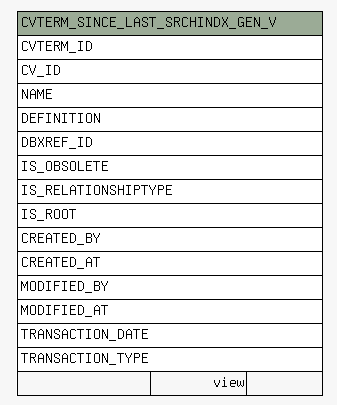 CVTERM_SINCE_LAST_SRCHINDX_GEN_V
CVTERM_ID
CV_ID
NAME
DEFINITION
DBXREF_ID
IS_OBSOLETE
IS_RELATIONSHIPTYPE
IS_ROOT
CREATED_BY
CREATED_AT
MODIFIED_BY
MODIFIED_AT
TRANSACTION_DATE
TRANSACTION_TYPE
view